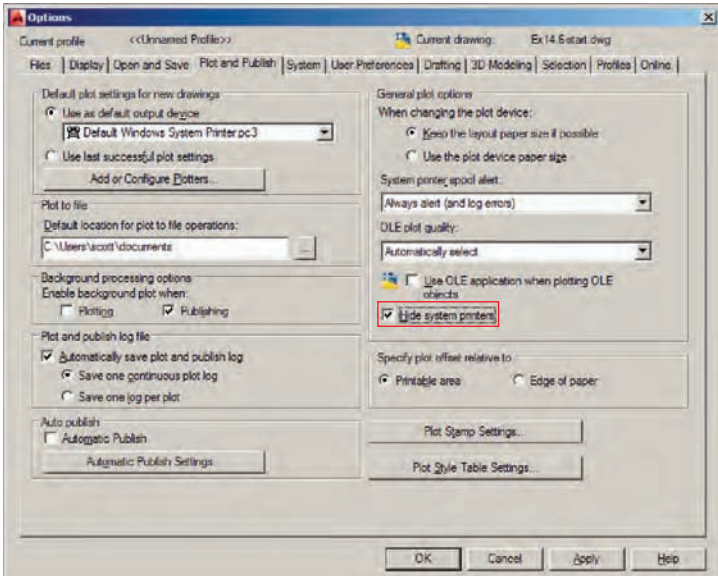 Options
Current profile <<Unnamed Profile>> Current drawing: Ex14.6-start.dwg
Files Display Open and Save Plot and Publish System User Preferences Drafting 3D Modeling Selection Profiles Online
Default plot settings for new drawings
Use as default output device
Default Windows System Printer.pc3
Use last successful plot settings
Add or Configure Plotters...
Plot to file
Default location for plot to file operations:
C:\Users\scott\documents
...
Background processing options
Enable background plot when:
Plotting Publishing
Plot and publish log file
Automatically save plot and publish log
Save one continuous plot log
Save one log per plot
Auto publish
Automatic Publish
Automatic Publish Settings
General plot options
When changing the plot device:
Keep the layout paper size if possible
Use the plot device paper size
System printer spool alert:
Always alert (and log errors)
OLE plot quality:
Automatically select
Use OLE application when plotting OLE
objects
Hide system printers
Specify plot offset relative to
Printable area Edge of paper
Plot Stamp Settings...
Plot Style Table Settings...
OK Cancel Apply Help